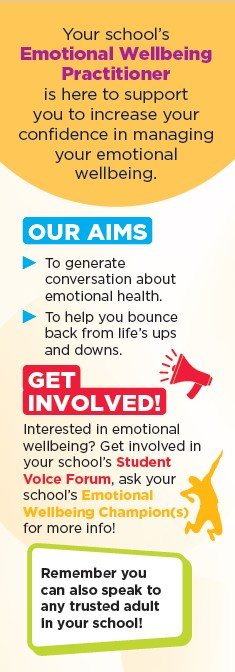 Your school's
Emotional Wellbeing
Practitioner
is here to support
you to increase your
confidence in managing
your emotional
wellbeing.
OUR AIMS
To generate
conversation about
emotional health.
To help you bounce
back from life's ups
and downs.
GET
INVOLVED!
Interested in emotional
wellbeing? Get involved in
your school's Student
Voice Forum, ask your
school's Emotional
Wellbeing Champion(s)
for more info!
Remember you
can also speak to
any trusted adult
in your school!